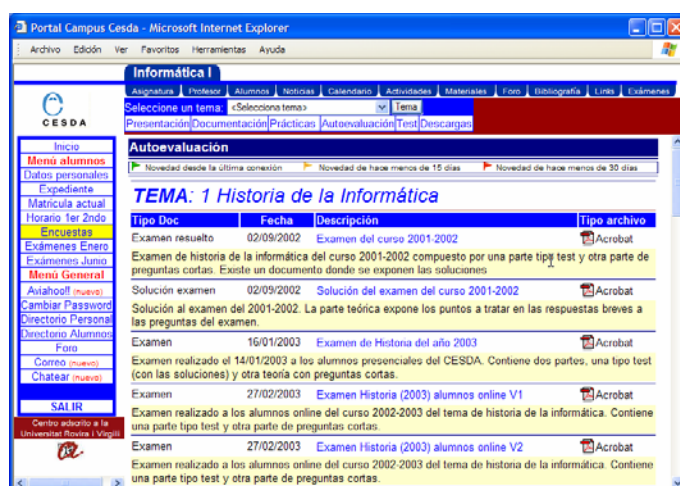 Portal Campus Cesda - Microsoft Internet Explorer
Archivo Edición Ver Favoritos Herramientas Ayuda
Informática I
Asignatura Profesor Alumnos Noticias Calendario Actividades Materiales Foro Bibliografía Links Exámenes
Seleccione un tema: <Selecciona tema> Tema
Presentación Documentación Prácticas Autoevaluación Test Descargas
CESDA
Inicio
Menú alumnos
Datos personales
Expediente
Matricula actual
Horario 1er 2ndo
Encuestas
Exámenes Enero
Exámenes Junio
Menú General
Aviahoo!! (nuevo)
Cambiar Password
Directorio Personal
Directorio Alumnos
Foro
Correo (nuevo)
Chatear (nuevo)
SALIR
Centro adscrito a la
Universitat Rovira i Virgili
Autoevaluación
Novedad desde la última conexión Novedad de hace menos de 15 días Novedad de hace menos de 30 días
TEMA: 1 Historia de la Informática
Tipo Doc Fecha Descripción Tipo archivo
Examen resuelto 02/09/2002 Examen del curso 2001-2002 Acrobat
Examen de historia de la informática del curso 2001-2002 compuesto por una parte tipo test y otra parte de
preguntas cortas. Existe un documento donde se exponen las soluciones
Solución examen 02/09/2002 Solución del examen del curso 2001-2002 Acrobat
Solución al examen del 2001-2002. La parte teórica expone los puntos a tratar en las respuestas breves a
las preguntas del examen.
Examen 16/01/2003 Examen de Historia del año 2003 Acrobat
Examen realizado el 14/01/2003 a los alumnos presenciales del CESDA. Contiene dos partes, una tipo test
(con las soluciones) y otra teoría con preguntas cortas.
Examen 27/02/2003 Examen Historia (2003) alumnos online V1 Acrobat
Examen realizado a los alumnos online del curso 2002-2003 del tema de historia de la informática. Contiene
una parte tipo test y otra parte de preguntas cortas.
Examen 27/02/2003 Examen Historia (2003) alumnos online V2 Acrobat
Examen realizado a los alumnos online del curso 2002-2003 del tema de historia de la informática. Contiene
una parte tipo test y otra parte de preguntas cortas.